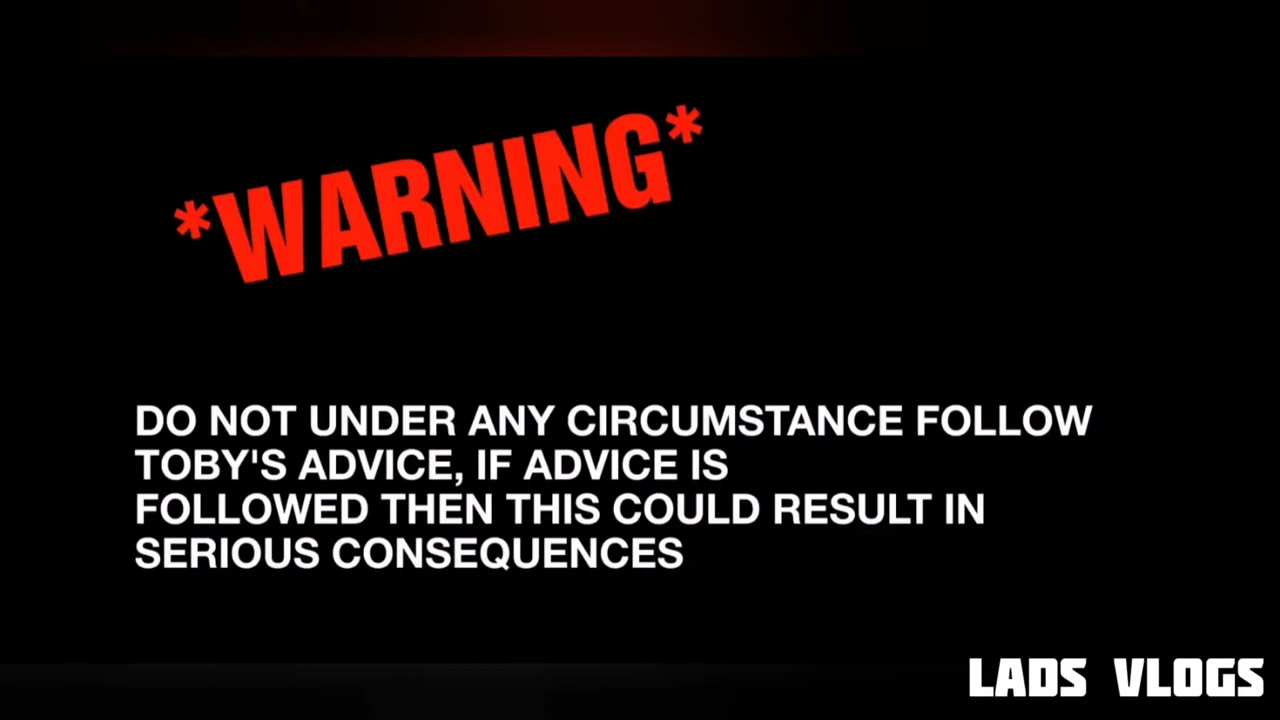 *WARNING*
DO NOT UNDER ANY CIRCUMSTANCE FOLLOW
TOBY'S ADVICE, IF ADVICE IS
FOLLOWED THEN THIS COULD RESULT IN
SERIOUS CONSEQUENCES
LADS VLOGS